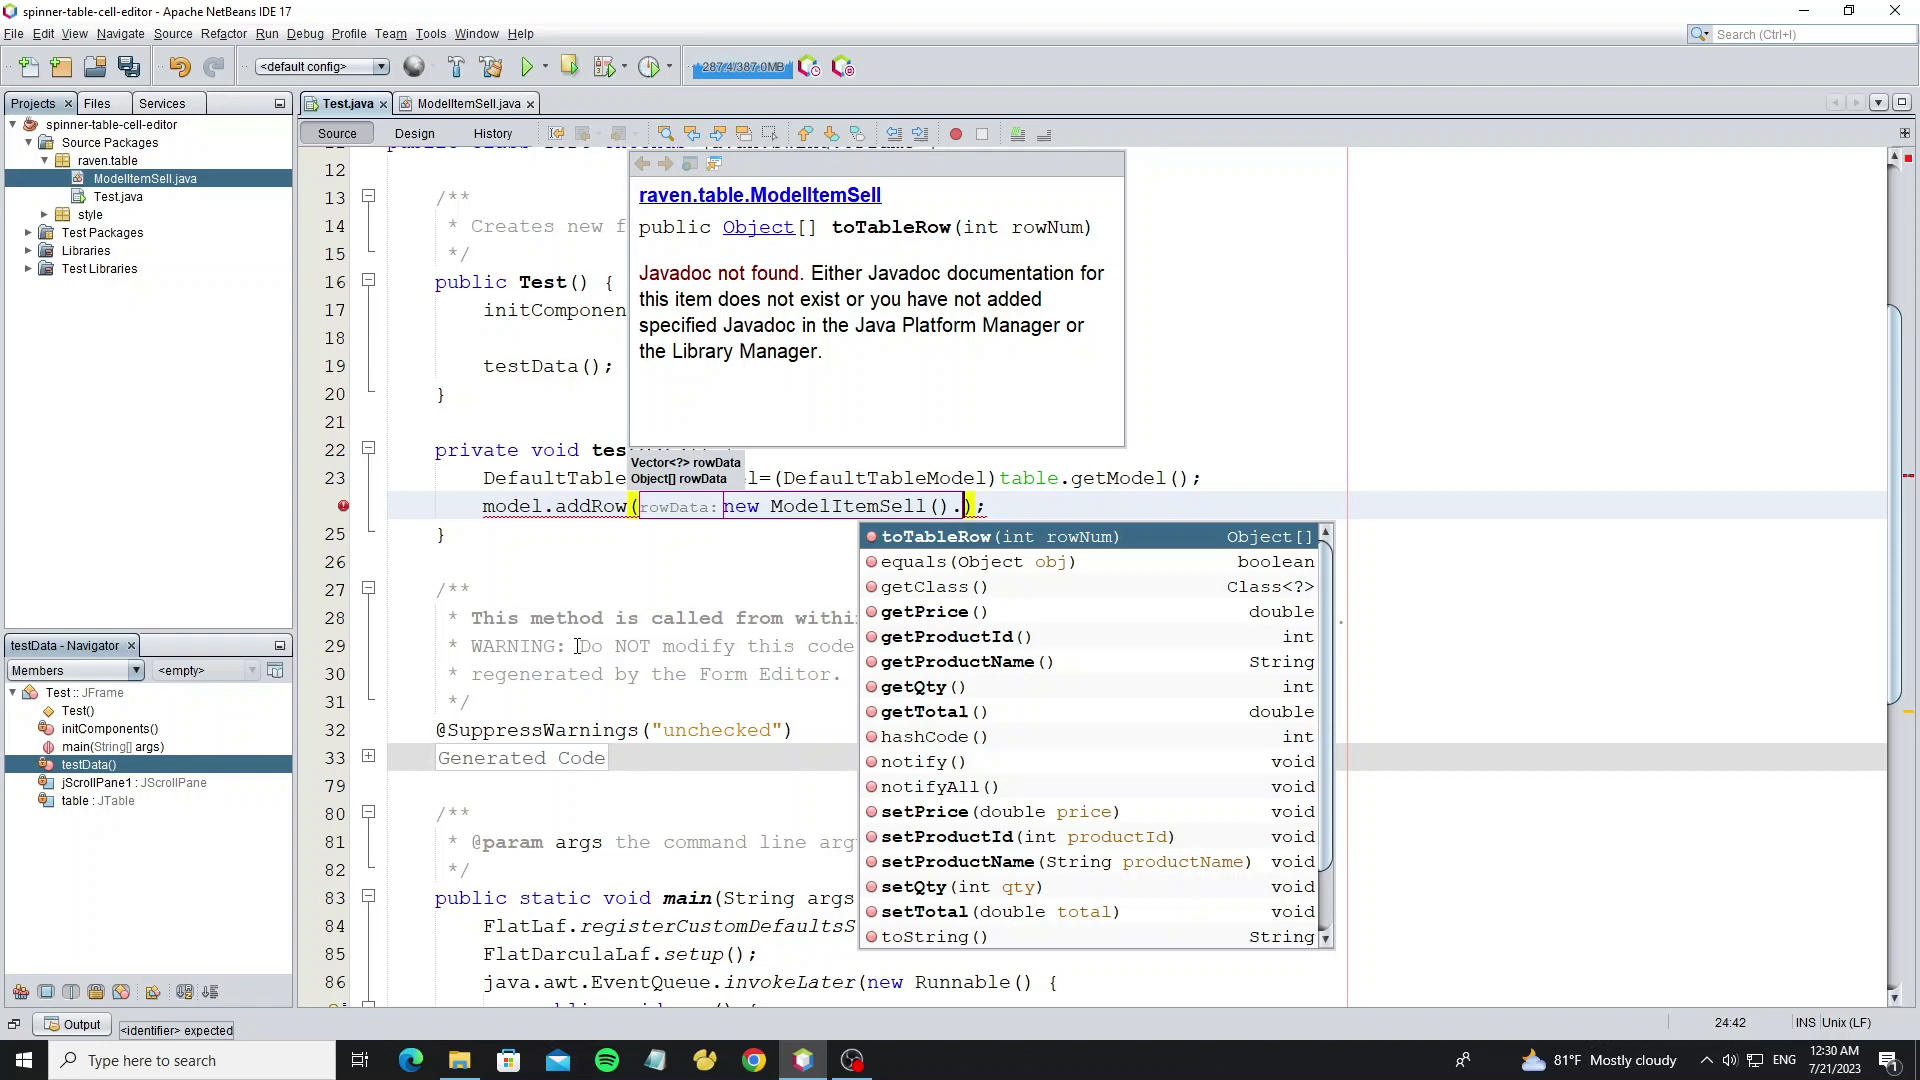 spinner-table-cell-editor - Apache NetBeans IDE 17
File Edit View Navigate Source Refactor Run Debug Profile Team Tools Window Help
Search (Ctrl+I)
<default config>
287.4/387.0MB
Projects Files Services
Test.java ModelItemSell.java
Source Design History
spinner-table-cell-editor
Source Packages
raven.table
ModelItemSell.java
Test.java
style
Test Packages
Libraries
Test Libraries
12
13 /**
14 * Creates new f
15 */
16 public Test() {
17 initComponen
18
19 testData();
20 }
21
22 private void tes
23 DefaultTable l=(DefaultTableModel)table.getModel();
24 model.addRow(rowData: new ModelItemSell().);
25 }
26
27 /**
28 * This method is called from within
29 * WARNING: Do NOT modify this code
30 * regenerated by the Form Editor.
31 */
32 @SuppressWarnings("unchecked")
33 Generated Code
79
80 /**
81 * @param args the command line arg
82 */
83 public static void main(String args
84 FlatLaf.registerCustomDefaultsS
85 FlatDarculaLaf.setup();
86 java.awt.EventQueue.invokeLater(new Runnable() {
raven.table.ModelItemSell
public Object[] toTableRow(int rowNum)
Javadoc not found. Either Javadoc documentation for
this item does not exist or you have not added
specified Javadoc in the Java Platform Manager or
the Library Manager.
Vector<?> rowData
Object[] rowData
toTableRow(int rowNum) Object[]
equals(Object obj) boolean
getClass() Class<?>
getPrice() double
getProductId() int
getProductName() String
getQty() int
getTotal() double
hashCode() int
notify() void
notifyAll() void
setPrice(double price) void
setProductId(int productId) void
setProductName(String productName) void
setQty(int qty) void
setTotal(double total) void
toString() String
testData - Navigator
Members <empty>
Test :: JFrame
Test()
initComponents()
main(String[] args)
testData()
jScrollPane1 : JScrollPane
table : JTable
Output <identifier> expected
24:42 INS Unix (LF)
Type here to search
81°F Mostly cloudy
ENG
12:30 AM
7/21/2023
1